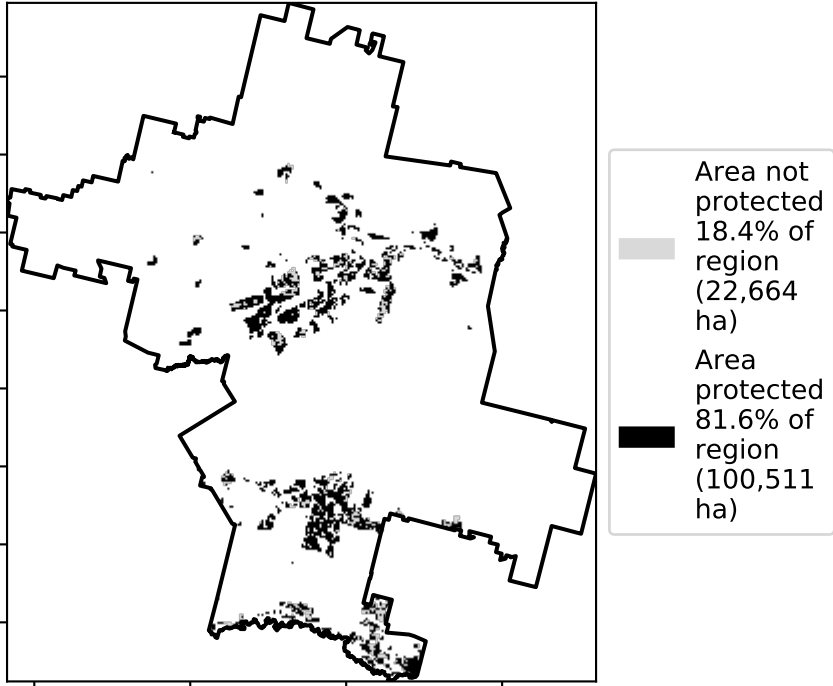 Area not
protected
18.4% of
region
(22,664
ha)
Area
protected
81.6% of
region
(100,511
ha)